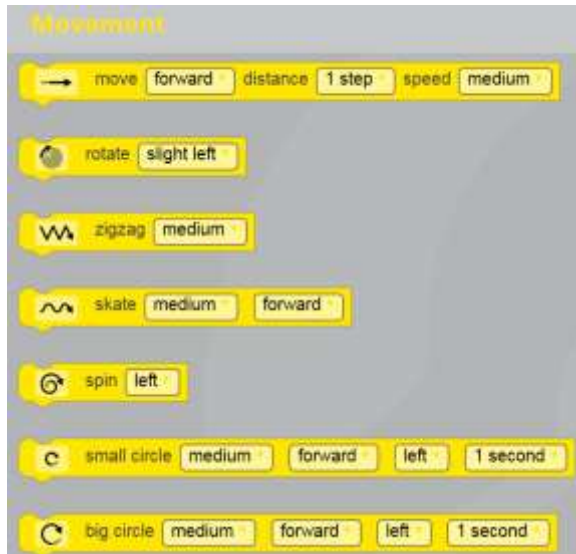 Movement
move forward distance 1 step speed medium
rotate slight left
zigzag medium
skate medium forward
spin left
small circle medium forward left 1 second
big circle medium forward left 1 second